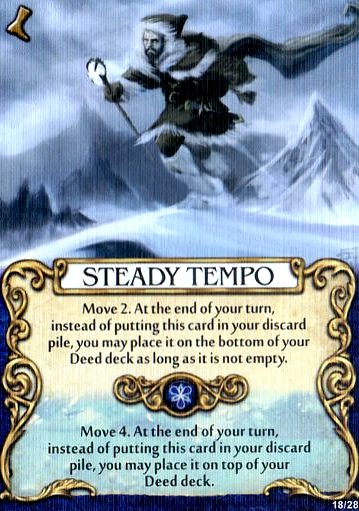 STEADY TEMPO
Move 2. At the end of your turn,
instead of putting this card in your discard
pile, you may place it on the bottom of your
Deed deck as long as it is not empty.
Move 4. At the end of your turn,
instead of putting this card in your discard
pile, you may place it on top of your
Deed deck.
18/28